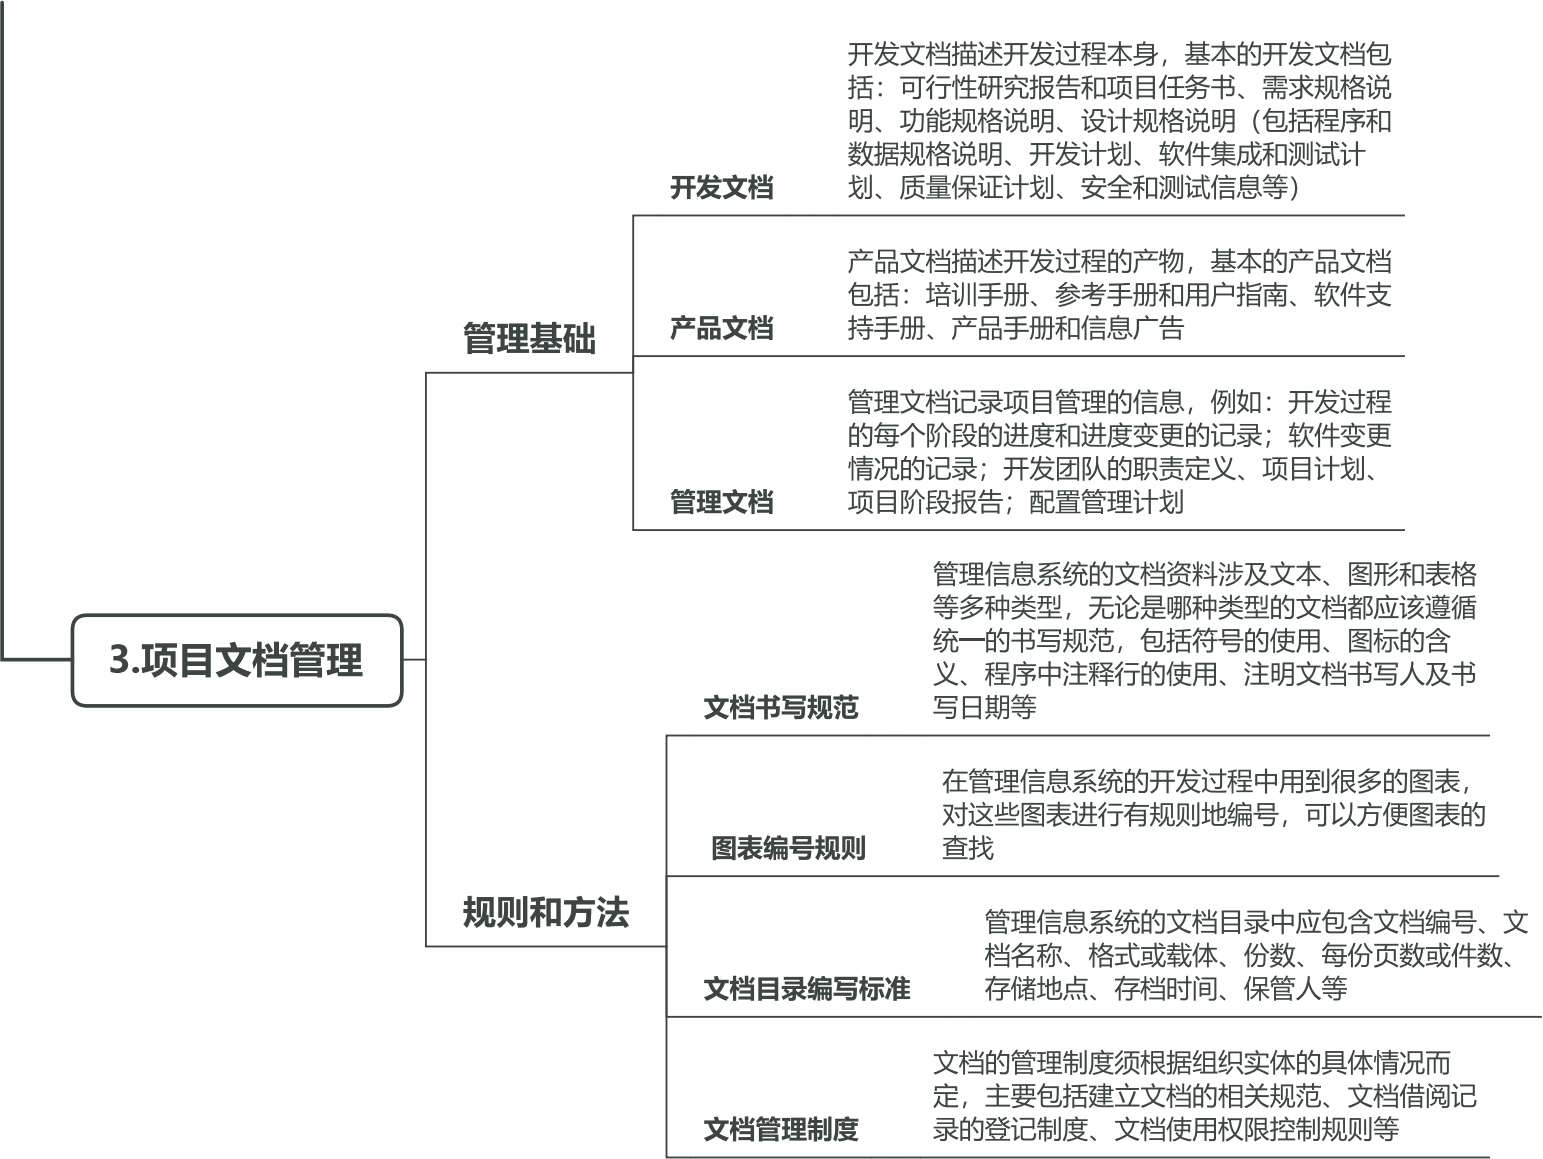 3.项目文档管理
管理基础
开发文档
开发文档描述开发过程本身，基本的开发文档包
括：可行性研究报告和项目任务书、需求规格说
明、功能规格说明、设计规格说明（包括程序和
数据规格说明、开发计划、软件集成和测试计
划、质量保证计划、安全和测试信息等）
产品文档
产品文档描述开发过程的产物，基本的产品文档
包括：培训手册、参考手册和用户指南、软件支
持手册、产品手册和信息广告
管理文档
管理文档记录项目管理的信息，例如：开发过程
的每个阶段的进度和进度变更的记录；软件变更
情况的记录；开发团队的职责定义、项目计划、
项目阶段报告；配置管理计划
规则和方法
文档书写规范
管理信息系统的文档资料涉及文本、图形和表格
等多种类型，无论是哪种类型的文档都应该遵循
统一的书写规范，包括符号的使用、图标的含
义、程序中注释行的使用、注明文档书写人及书
写日期等
图表编号规则
在管理信息系统的开发过程中用到很多的图表，
对这些图表进行有规则地编号，可以方便图表的
查找
文档目录编写标准
管理信息系统的文档目录中应包含文档编号、文
档名称、格式或载体、份数、每份页数或件数、
存储地点、存档时间、保管人等
文档管理制度
文档的管理制度须根据组织实体的具体情况而
定，主要包括建立文档的相关规范、文档借阅记
录的登记制度、文档使用权限控制规则等